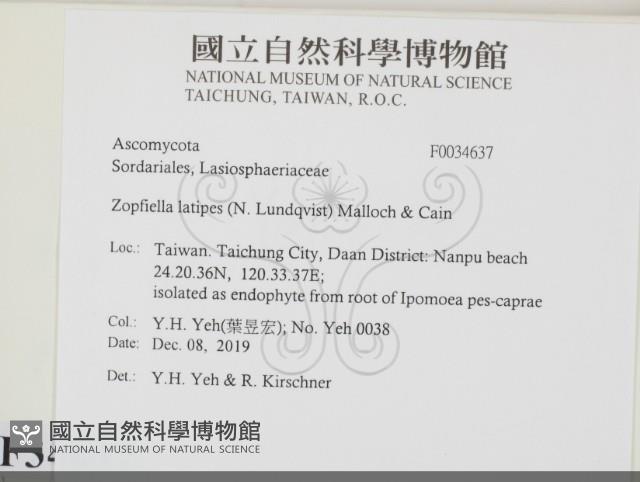 國立自然科學博物館
NATIONAL MUSEUM OF NATURAL SCIENCE
TAICHUNG, TAIWAN, R.O.C.
Ascomycota F0034637
Sordariales, Lasiosphaeriaceae
Zopfiella latipes (N. Lundqvist) Malloch & Cain
Loc.: Taiwan. Taichung City, Daan District: Nanpu beach
24.20.36N, 120.33.37E;
isolated as endophyte from root of Ipomoea pes-caprae
Col.: Y.H. Yeh(葉昱宏); No. Yeh 0038
Date: Dec. 08, 2019
Det.: Y.H. Yeh & R. Kirschner
國立自然科學博物館
NATIONAL MUSEUM OF NATURAL SCIENCE